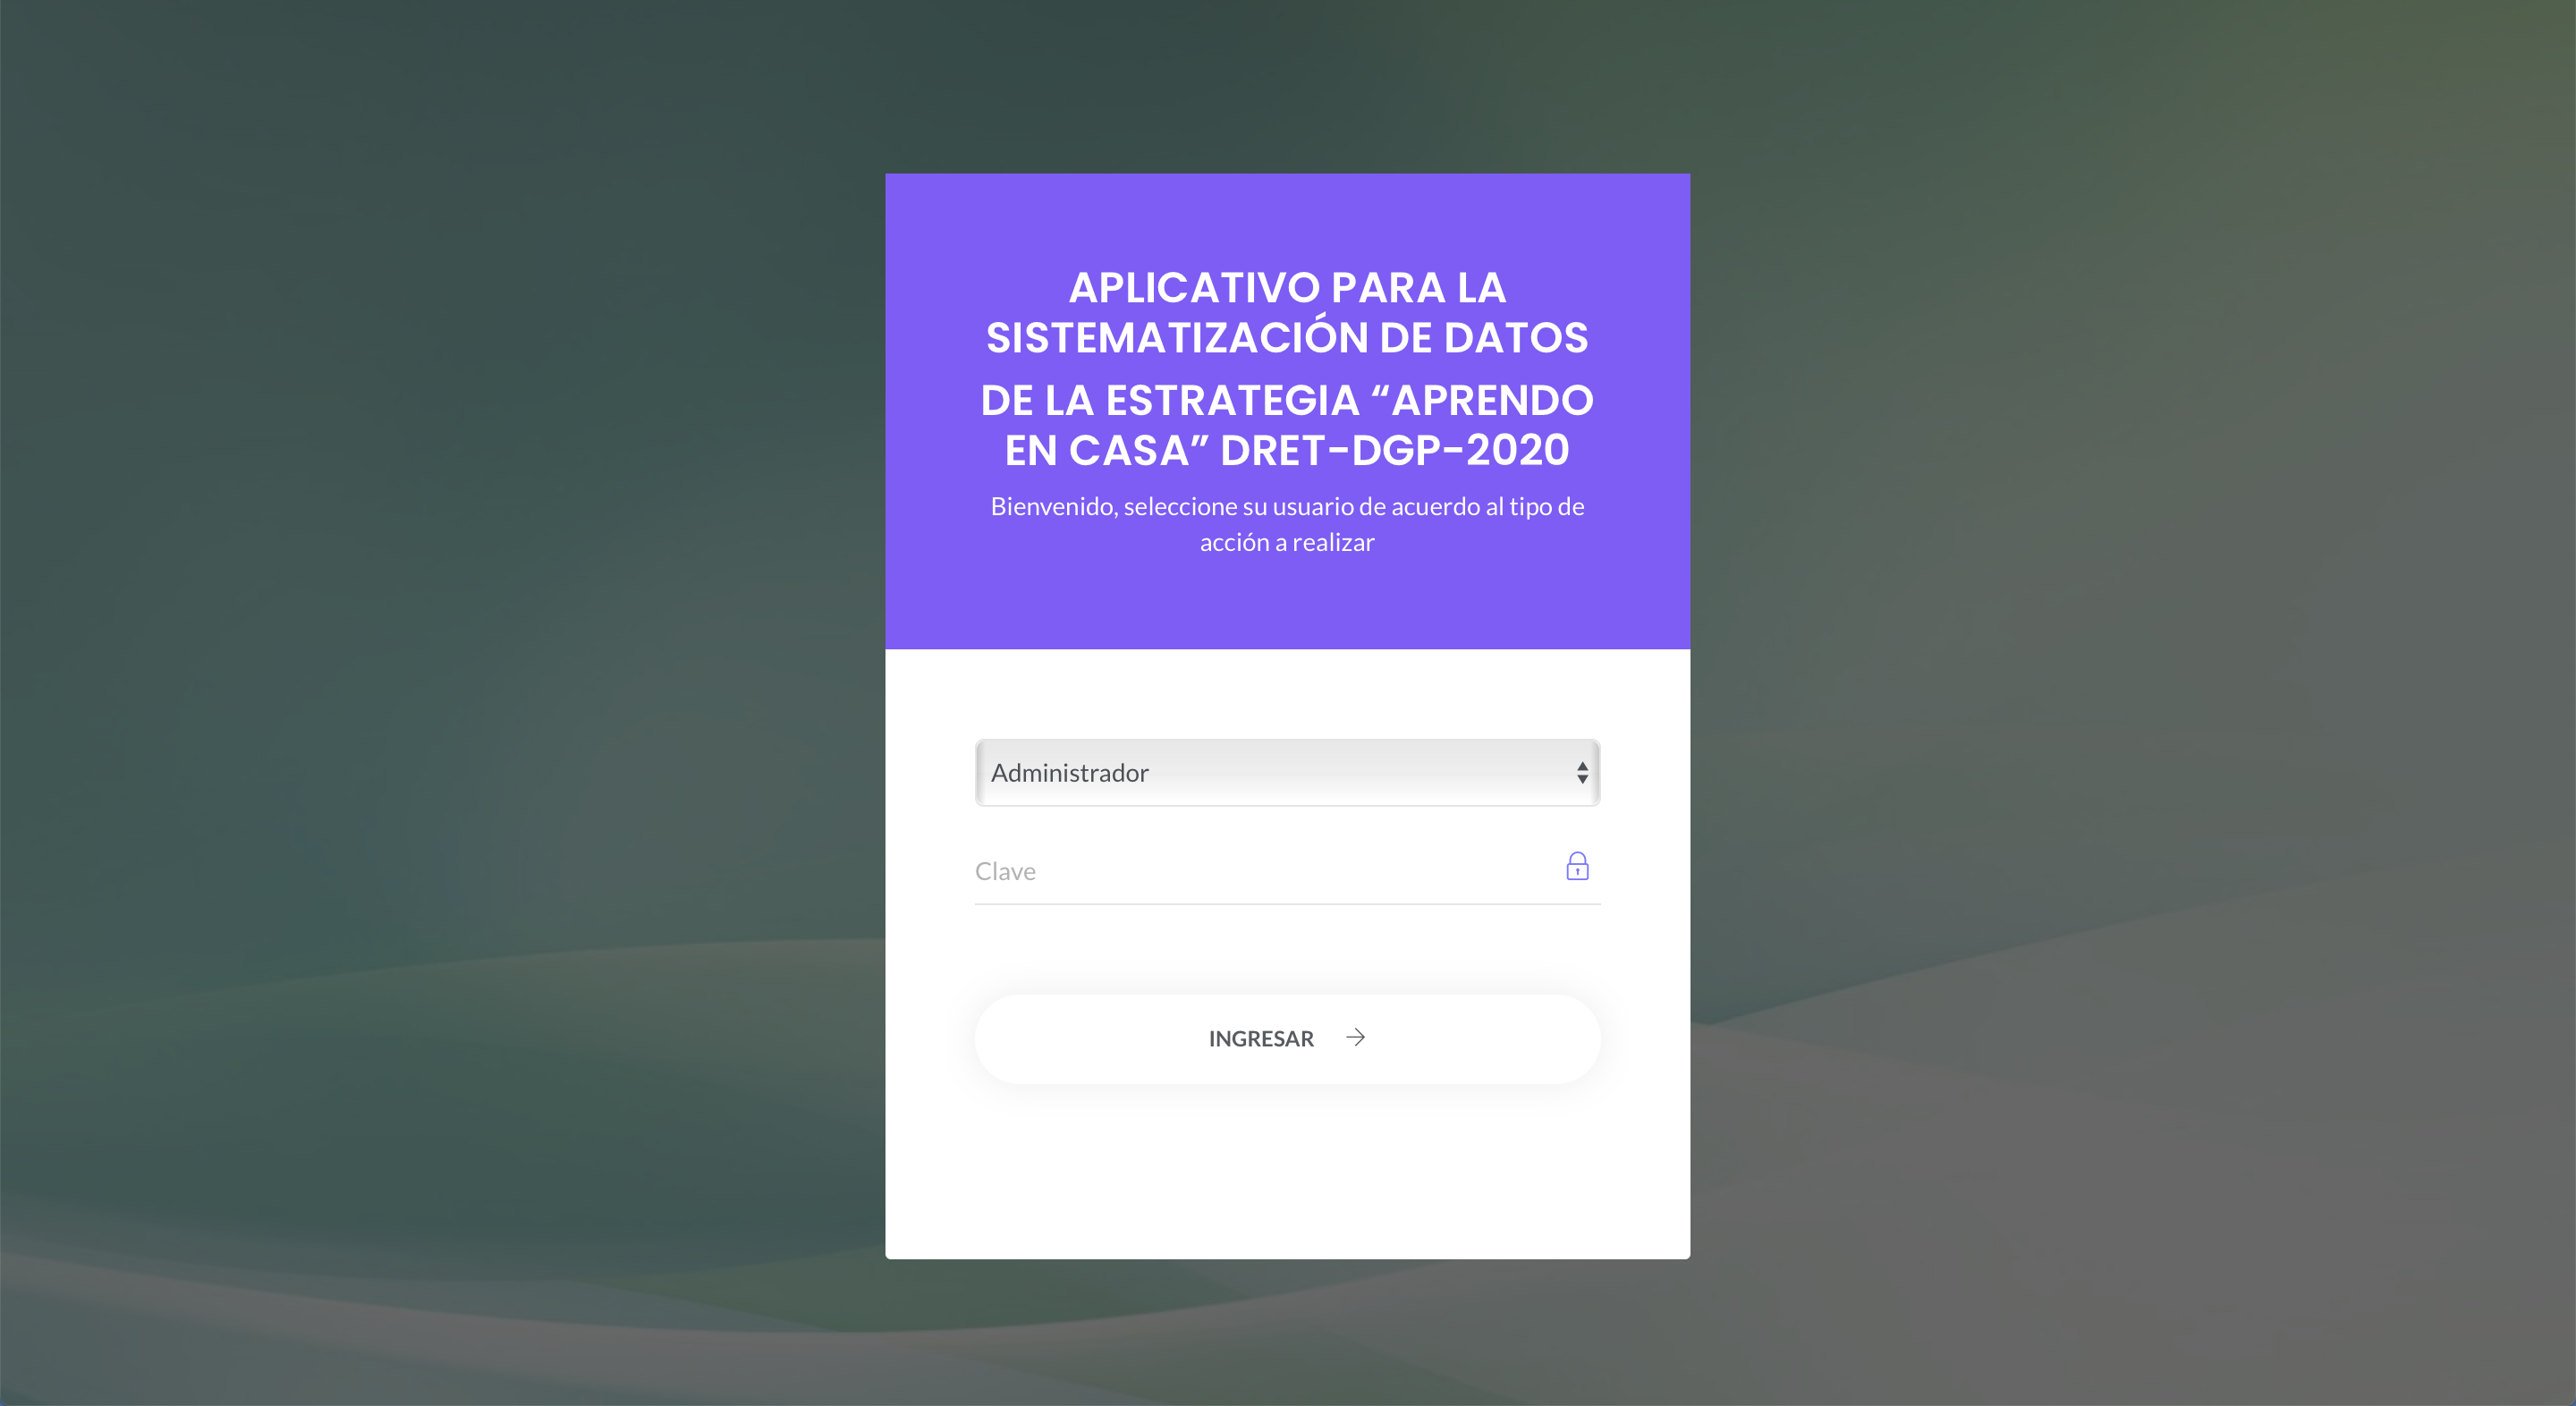 APLICATIVO PARA LA
SISTEMATIZACIÓN DE DATOS
DE LA ESTRATEGIA “APRENDO
EN CASA” DRET-DGP-2020
Bienvenido, seleccione su usuario de acuerdo al tipo de
acción a realizar
Administrador
Clave
INGRESAR